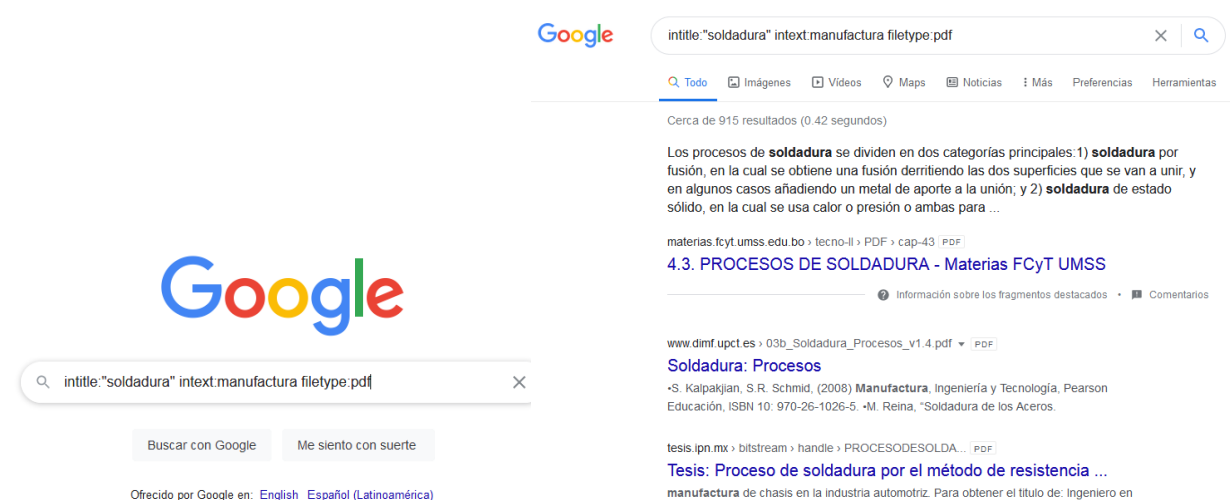 Google
intitle:"soldadura" intext:manufactura filetype:pdf
Buscar con Google
Me siento con suerte
Ofrecido por Google en: English Español (Latinoamérica)
Google
intitle:"soldadura" intext:manufactura filetype:pdf
Todo Imágenes Vídeos Maps Noticias Más Preferencias Herramientas
Cerca de 915 resultados (0.42 segundos)
Los procesos de soldadura se dividen en dos categorías principales:1) soldadura por
fusión, en la cual se obtiene una fusión derritiendo las dos superficies que se van a unir, y
en algunos casos añadiendo un metal de aporte a la unión; y 2) soldadura de estado
sólido, en la cual se usa calor o presión o ambas para ...
materias.fcyt.umss.edu.bo › tecno-II › PDF › cap-43 PDF
4.3. PROCESOS DE SOLDADURA - Materias FCyT UMSS
Información sobre los fragmentos destacados • Comentarios
www.dimf.upct.es › 03b_Soldadura_Procesos_v1.4.pdf PDF
Soldadura: Procesos
•S. Kalpakjian, S.R. Schmid, (2008) Manufactura, Ingeniería y Tecnología, Pearson
Educación, ISBN 10: 970-26-1026-5. •M. Reina, “Soldadura de los Aceros.
tesis.ipn.mx › bitstream › handle › PROCESODESOLDA... PDF
Tesis: Proceso de soldadura por el método de resistencia ...
manufactura de chasis en la industria automotriz. Para obtener el titulo de: Ingeniero en